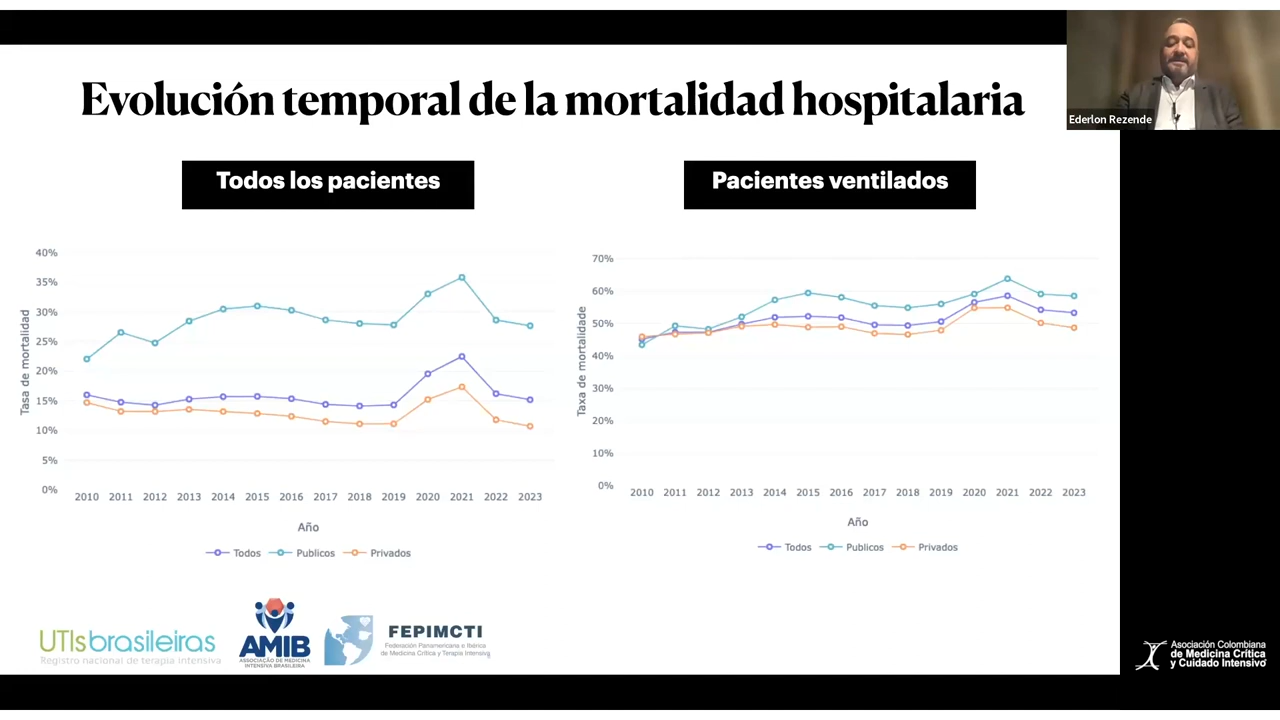 Evolución temporal de la mortalidad hospitalaria
Ederlon Rezende
Todos los pacientes
Pacientes ventilados
Tasa de mortalidad
40%
35%
30%
25%
20%
15%
10%
5%
0%
2010 2011 2012 2013 2014 2015 2016 2017 2018 2019 2020 2021 2022 2023
Año
Todos Publicos Privados
Taxa de mortalidade
70%
60%
50%
40%
30%
20%
10%
0%
2010 2011 2012 2013 2014 2015 2016 2017 2018 2019 2020 2021 2022 2023
Año
Todos Publicos Privados
UTIsbrasileiras
Registro nacional de terapia intensiva
AMIB
ASSOCIAÇÃO DE MEDICINA
INTENSIVA BRASILEIRA
FEPIMCTI
Federación Panamericana e Ibérica
de Medicina Crítica y Terapia Intensiva
Asociación Colombiana
de Medicina Crítica
y Cuidado Intensivo